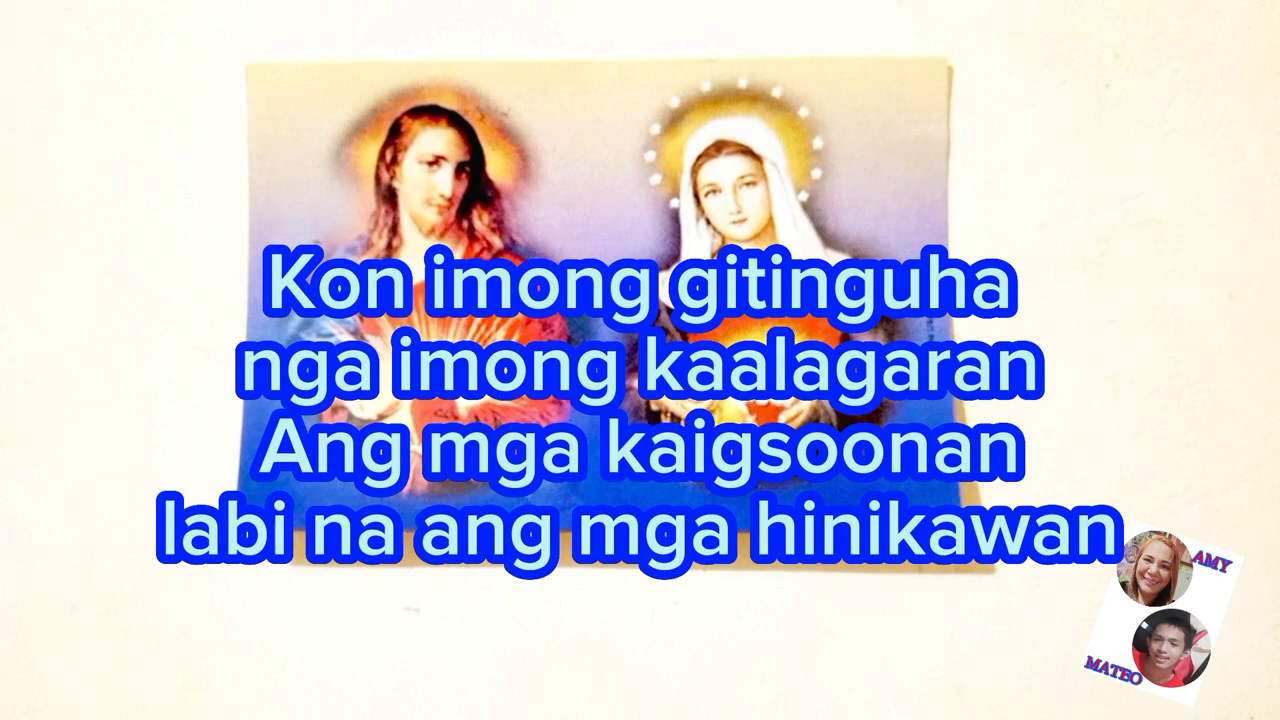 Kon imong gitinguha
nga imong kaalagaran
Ang mga kaigsoonan
labi na ang mga hinikawan
AMY
MATEO